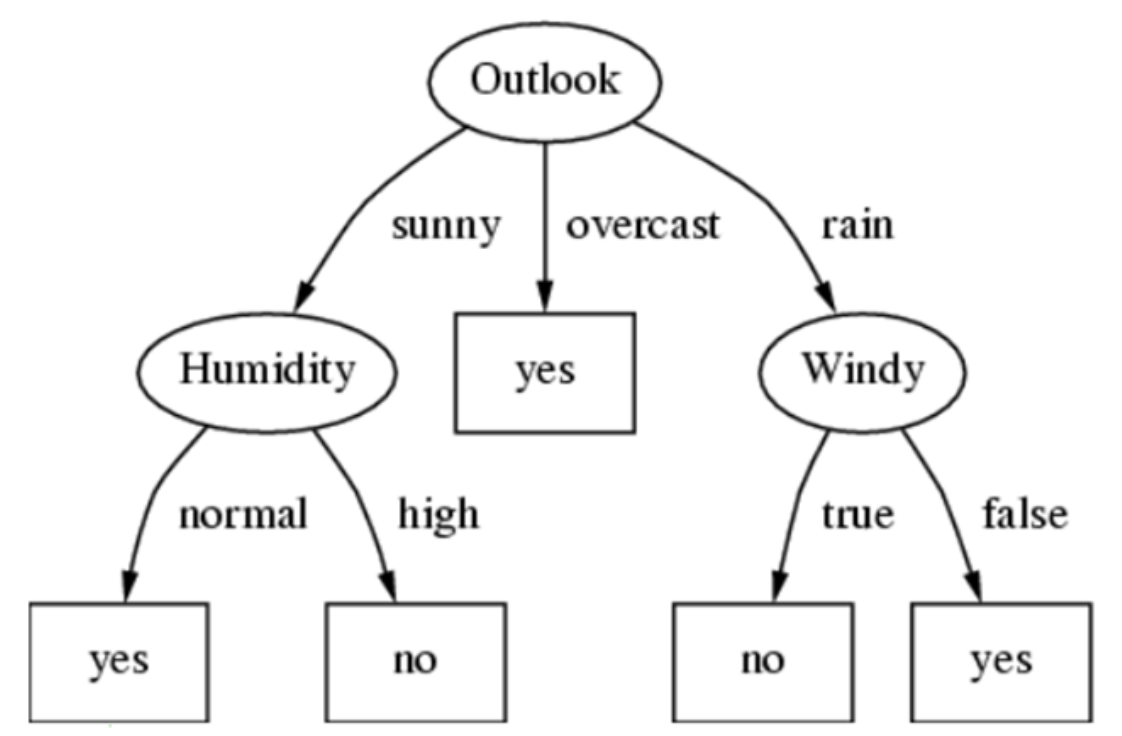 Outlook
sunny overcast rain
Humidity yes Windy
normal high true false
yes no no yes